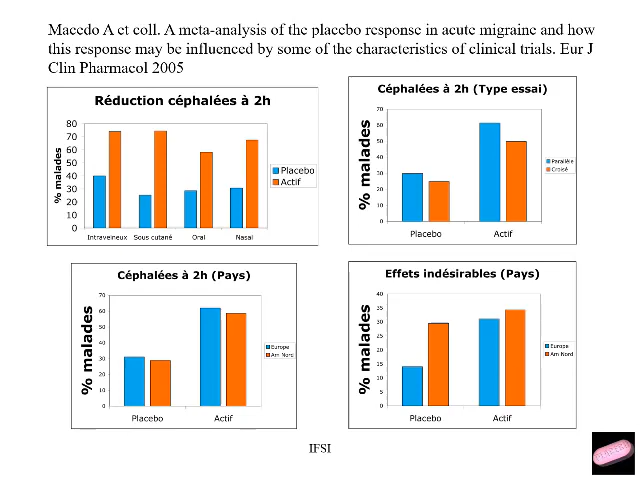 Macedo A et coll. A meta-analysis of the placebo response in acute migraine and how
this response may be influenced by some of the characteristics of clinical trials. Eur J
Clin Pharmacol 2005
Réduction céphalées à 2h
% malades
80
70
60
50
40
30
20
10
0
Intraveineux Sous cutané Oral Nasal
Placebo
Actif
Céphalées à 2h (Type essai)
% malades
70
60
50
40
30
20
10
0
Placebo Actif
Parallèle
Croisé
Céphalées à 2h (Pays)
% malades
70
60
50
40
30
20
10
0
Placebo Actif
Europe
Am Nord
Effets indésirables (Pays)
% malades
40
35
30
25
20
15
10
5
0
Placebo Actif
Europe
Am Nord
IFSI